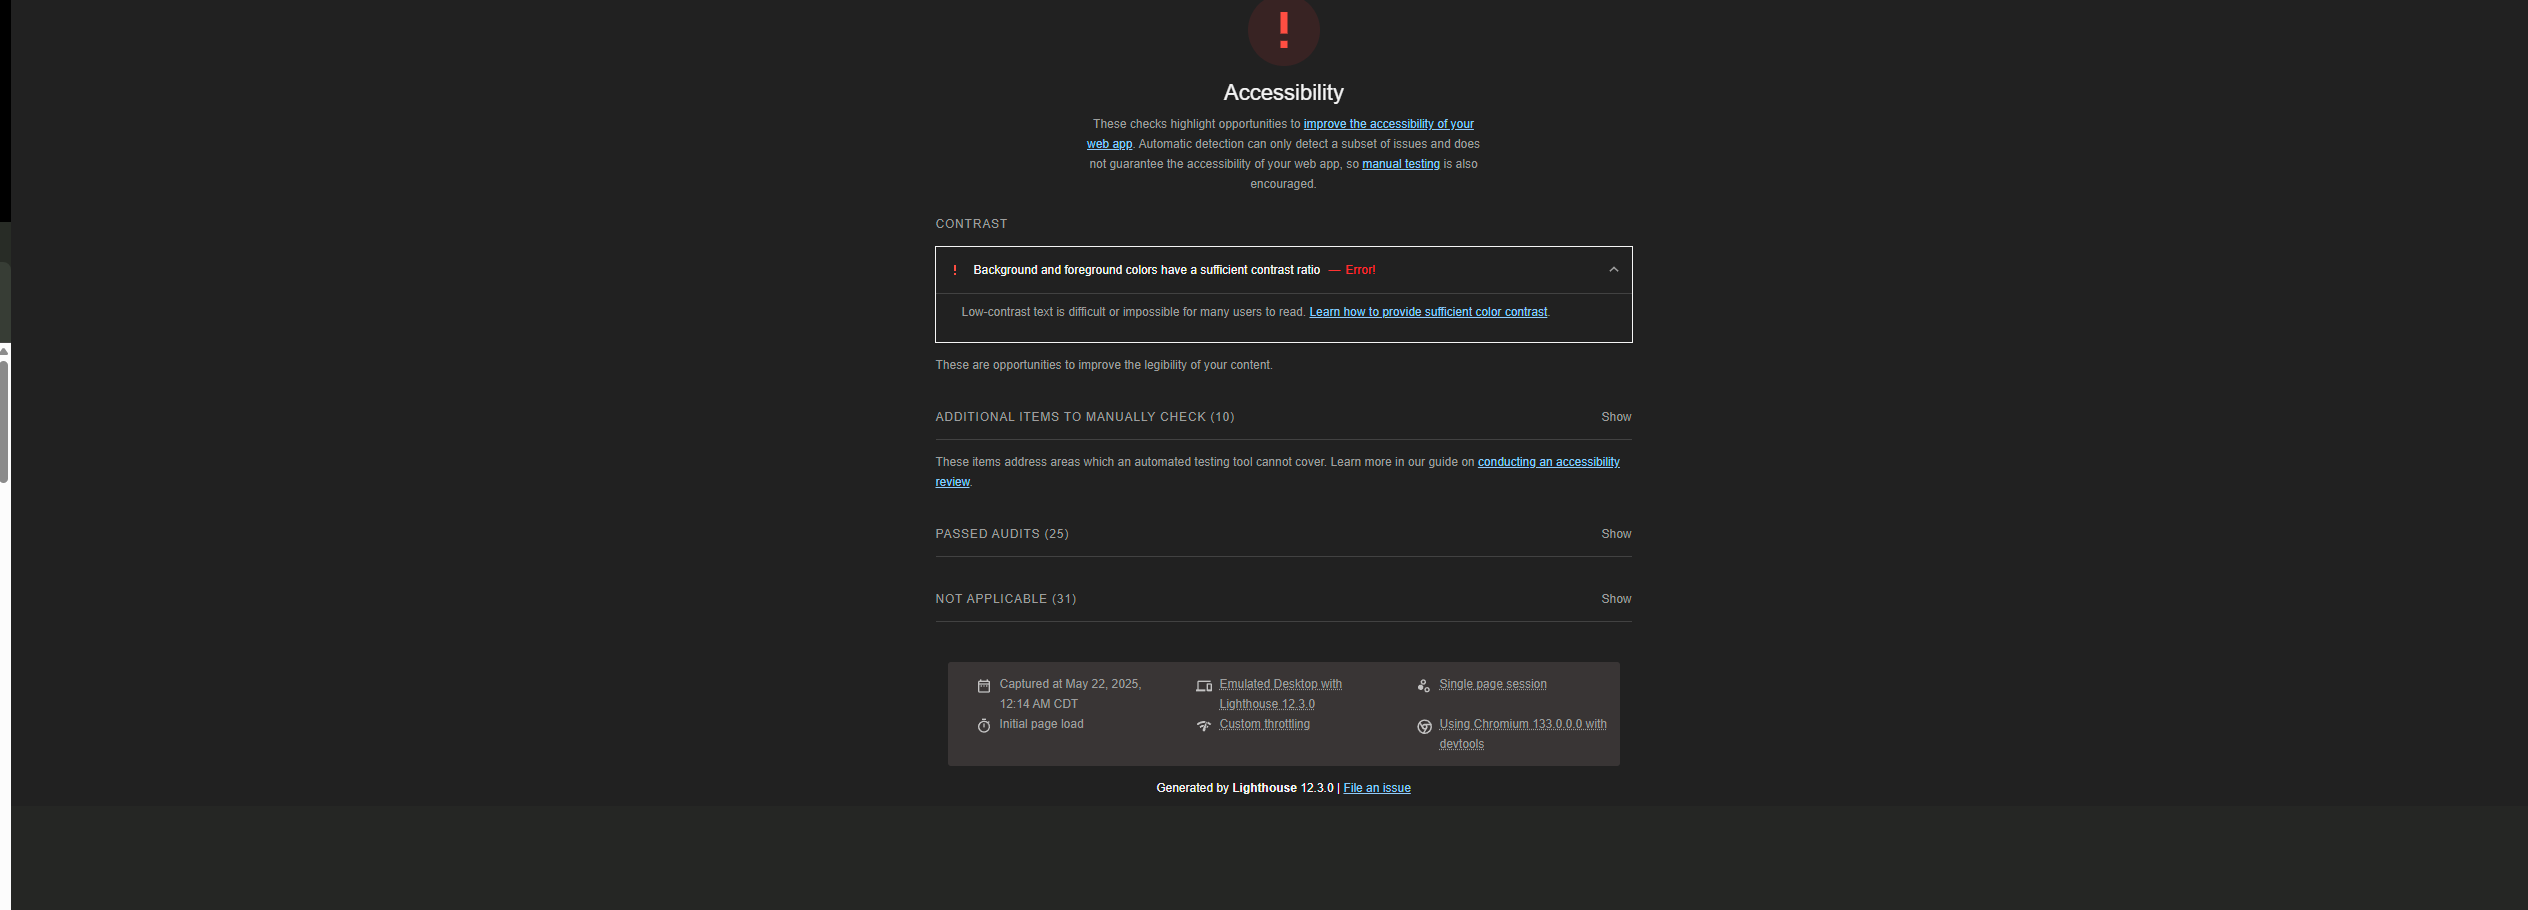 !
Accessibility
These checks highlight opportunities to improve the accessibility of your
web app. Automatic detection can only detect a subset of issues and does
not guarantee the accessibility of your web app, so manual testing is also
encouraged.
CONTRAST
! Background and foreground colors have a sufficient contrast ratio — Error!
Low-contrast text is difficult or impossible for many users to read. Learn how to provide sufficient color contrast.
These are opportunities to improve the legibility of your content.
ADDITIONAL ITEMS TO MANUALLY CHECK (10) Show
These items address areas which an automated testing tool cannot cover. Learn more in our guide on conducting an accessibility
review.
PASSED AUDITS (25) Show
NOT APPLICABLE (31) Show
Captured at May 22, 2025,
12:14 AM CDT
Emulated Desktop with
Lighthouse 12.3.0
Single page session
Initial page load
Custom throttling
Using Chromium 133.0.0.0 with
devtools
Generated by Lighthouse 12.3.0 | File an issue